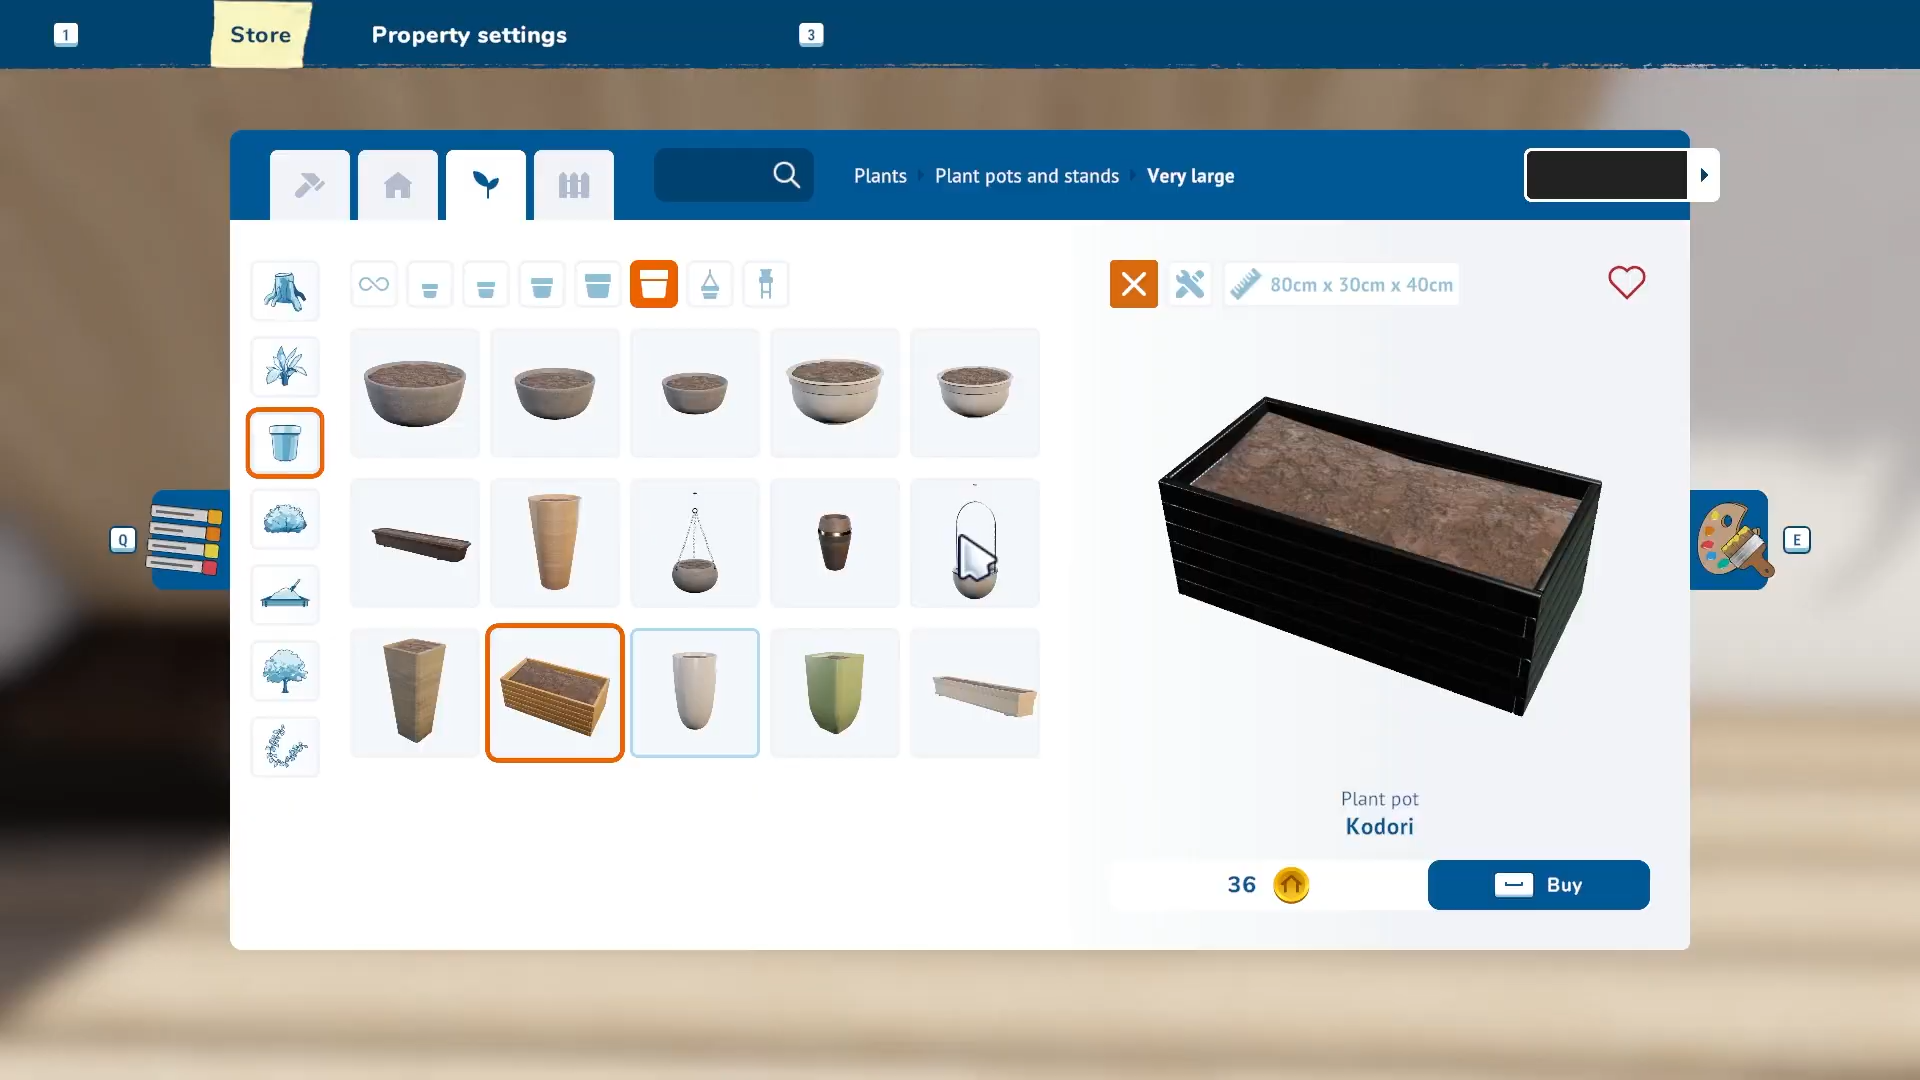 1
Store
Property settings
3
Plants
Plant pots and stands
Very large
80cm x 30cm x 40cm
Q
E
Plant pot
Kodori
36
Buy